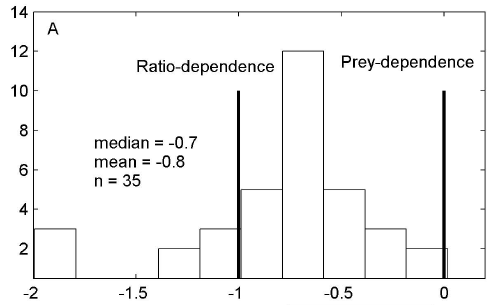 14
A
12
Ratio-dependence
Prey-dependence
10
8
median = -0.7
mean = -0.8
n = 35
6
4
2
-2
-1.5
-1
-0.5
0